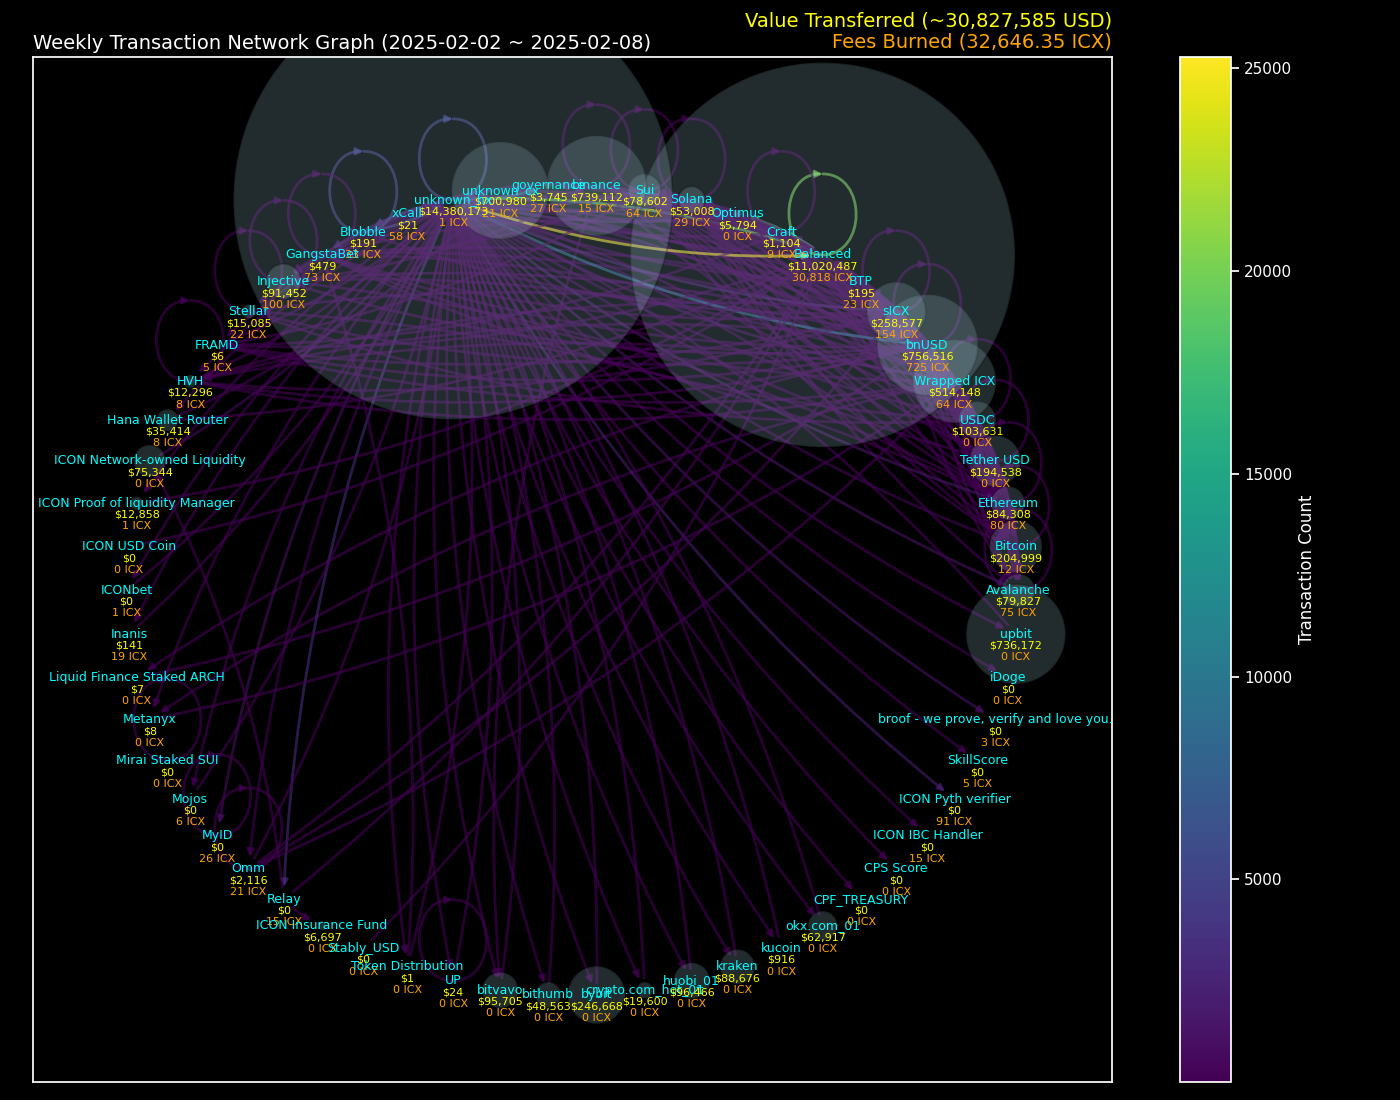 Value Transferred (~30,827,585 USD)
Weekly Transaction Network Graph (2025-02-02 ~ 2025-02-08)
Fees Burned (32,646.35 ICX)
governance
$3,745
27 ICX
binance
$739,112
15 ICX
Sui
$78,602
64 ICX
Solana
$53,008
29 ICX
Optimus
$5,794
0 ICX
Craft
$1,104
9 ICX
Balanced
$11,020,487
30,818 ICX
BTP
$195
23 ICX
sICX
$258,577
154 ICX
bnUSD
$756,516
725 ICX
Wrapped ICX
$514,148
64 ICX
USDC
$103,631
0 ICX
Tether USD
$194,538
0 ICX
Ethereum
$84,308
80 ICX
Bitcoin
$204,999
12 ICX
Avalanche
$79,827
75 ICX
upbit
$736,172
0 ICX
iDoge
$0
0 ICX
broof - we prove, verify and love you.
$0
3 ICX
SkillScore
$0
5 ICX
ICON Pyth verifier
$0
91 ICX
ICON IBC Handler
$0
15 ICX
CPS Score
$0
0 ICX
CPF_TREASURY
$0
0 ICX
okx.com_01
$62,917
0 ICX
kucoin
$916
0 ICX
kraken
$88,676
0 ICX
huobi_01
0 ICX
$19,600
0 ICX
bybit
$246,668
0 ICX
bithumb
$48,563
0 ICX
bitvavo
$95,705
0 ICX
UP
$24
0 ICX
Token Distribution
$1
0 ICX
Stably_USD
$0
0 ICX
ICON Insurance Fund
$6,697
0 ICX
Relay
$0
15 ICX
Omm
$2,116
21 ICX
MyID
$0
26 ICX
Mojos
$0
6 ICX
Mirai Staked SUI
$0
0 ICX
Metanyx
$8
0 ICX
Liquid Finance Staked ARCH
$7
0 ICX
Inanis
$141
19 ICX
ICONbet
$0
1 ICX
ICON USD Coin
$0
0 ICX
ICON Proof of liquidity Manager
$12,858
1 ICX
ICON Network-owned Liquidity
$75,344
0 ICX
Hana Wallet Router
$35,414
8 ICX
HVH
$12,296
8 ICX
FRAMD
$6
5 ICX
Stellar
$15,085
22 ICX
Injective
$91,452
100 ICX
GangstaBet
$479
73 ICX
Blobble
$191
xCall
$21
58 ICX
unknown
$14,380,173
1 ICX
unknown_cx
$700,980
21 ICX
25000
20000
15000
10000
5000
Transaction Count